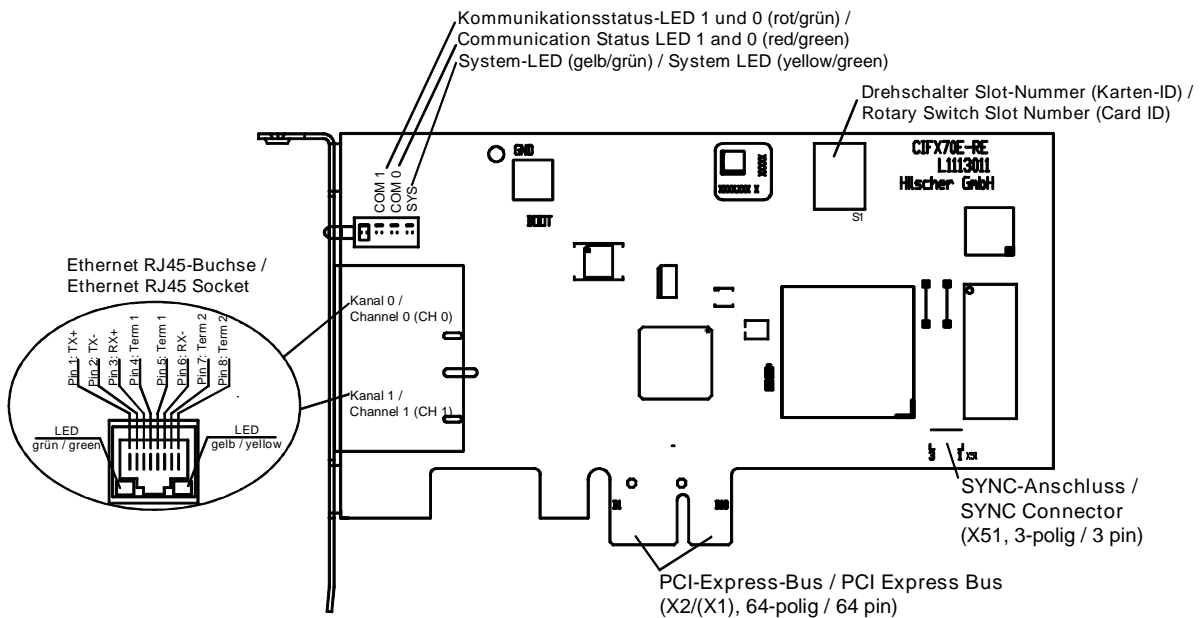 Kommunikationsstatus-LED 1 und 0 (rot/grün) /
Communication Status LED 1 and 0 (red/green)
System-LED (gelb/grün) / System LED (yellow/green)
Drehschalter Slot-Nummer (Karten-ID) /
Rotary Switch Slot Number (Card ID)
CIFX70E-RE
L1113011
Hilscher GmbH
GND
COM 1
COM 0
SYS
BOOT
XXXXX
XXXXXXX X
S1
Ethernet RJ45-Buchse /
Ethernet RJ45 Socket
Kanal 0 /
Channel 0 (CH 0)
Pin 1: TX+
Pin 2: TX-
Pin 3: RX+
Pin 4: Term 1
Pin 5: Term 1
Pin 6: RX-
Pin 7: Term 2
Pin 8: Term 2
Kanal 1 /
Channel 1 (CH 1)
LED
grün / green
LED
gelb / yellow
3
1
X51
SYNC-Anschluss /
SYNC Connector
(X51, 3-polig / 3 pin)
PCI-Express-Bus / PCI Express Bus
(X2/(X1), 64-polig / 64 pin)